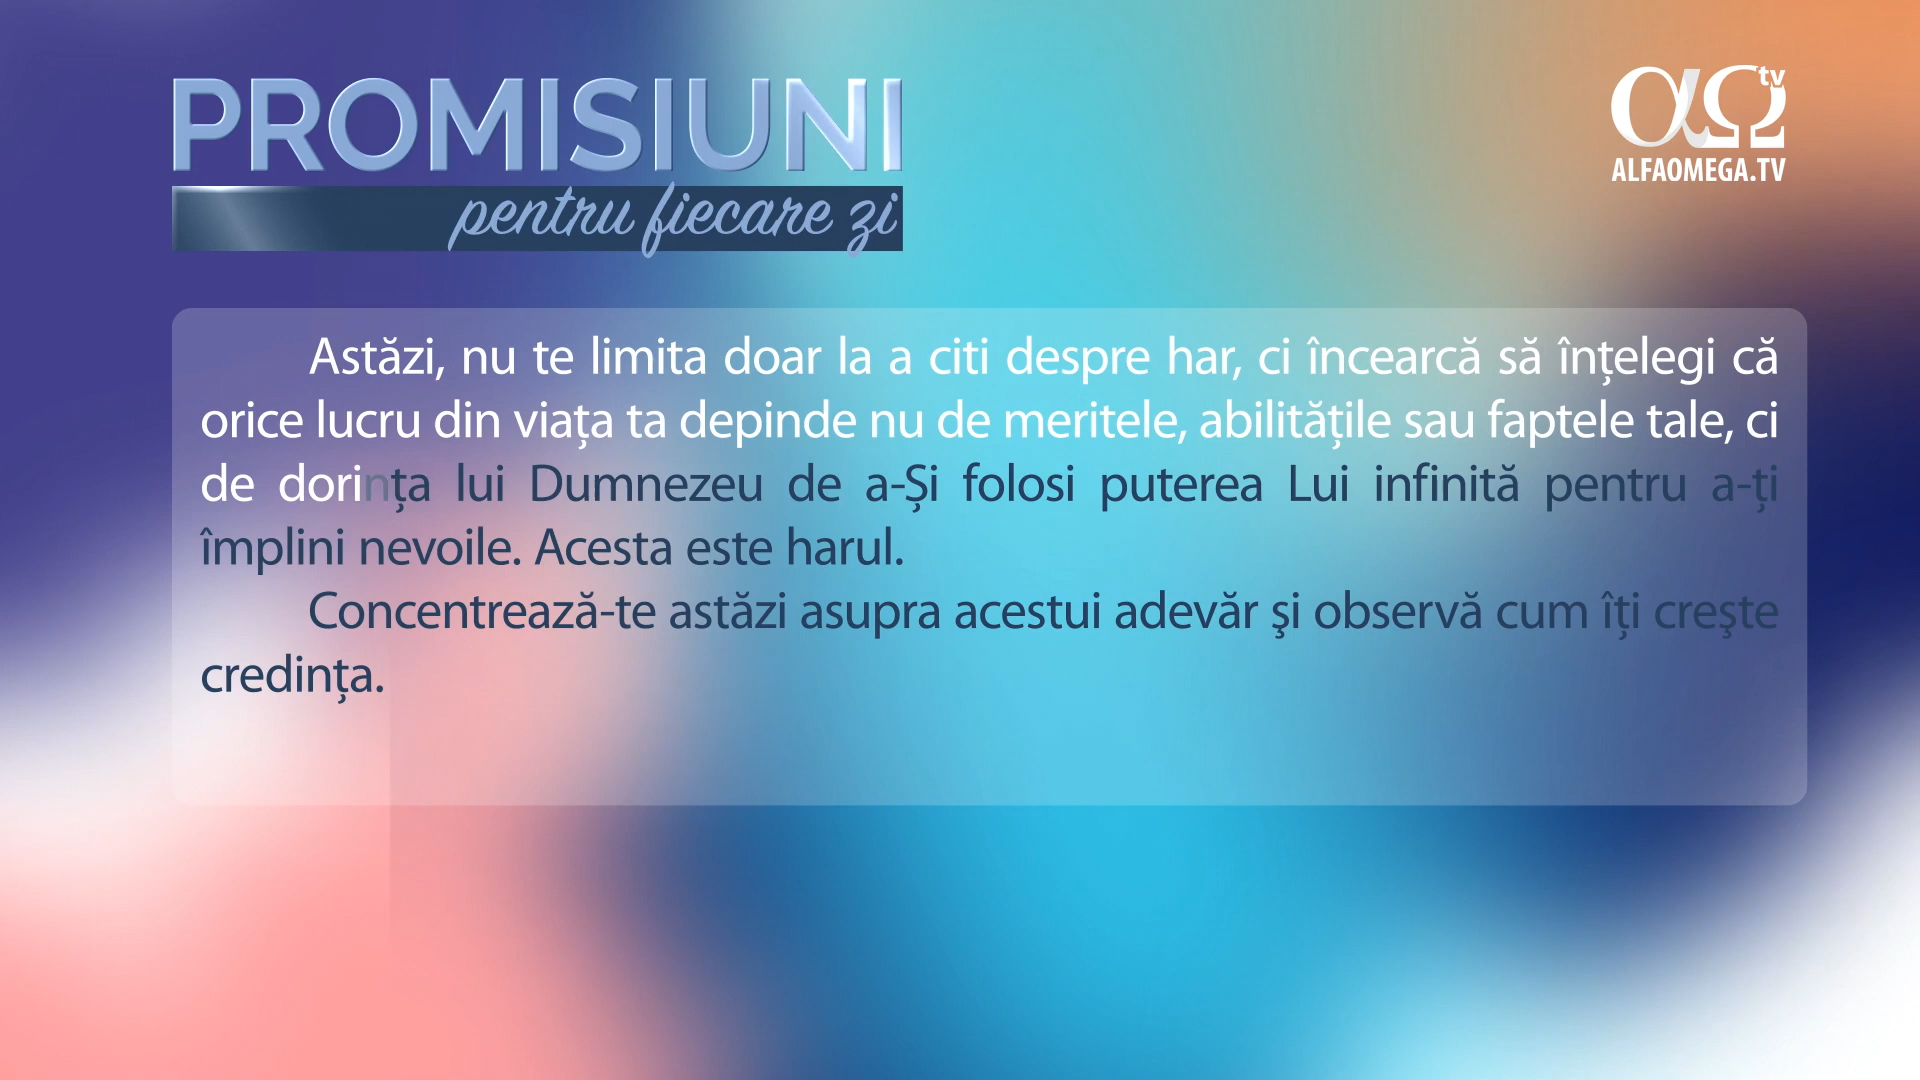 PROMISIUNI
pentru fiecare zi
αΩ tv
ALFAOMEGA.TV
Astăzi, nu te limita doar la a citi despre har, ci încearcă să înțelegi că
orice lucru din viața ta depinde nu de meritele, abilitățile sau faptele tale, ci
de dorința lui Dumnezeu de a-Și folosi puterea Lui infinită pentru a-ți
împlini nevoile. Acesta este harul.
Concentrează-te astăzi asupra acestui adevăr şi observă cum îți creşte
credința.